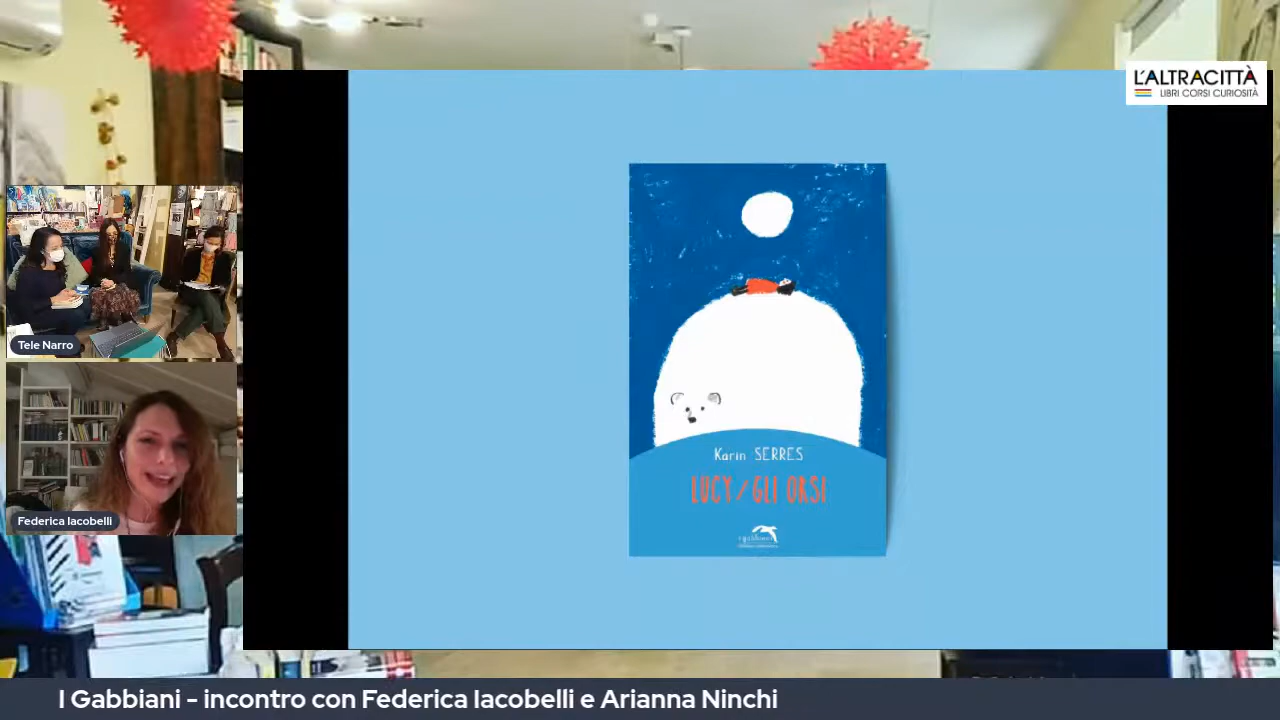 L'ALTRACITTÀ
LIBRI CORSI CURIOSITÀ
Tele Narro
Federica Iacobelli
Karin SERRES
LUCY/GLI ORSI
i gabbiani
I Gabbiani - incontro con Federica Iacobelli e Arianna Ninchi